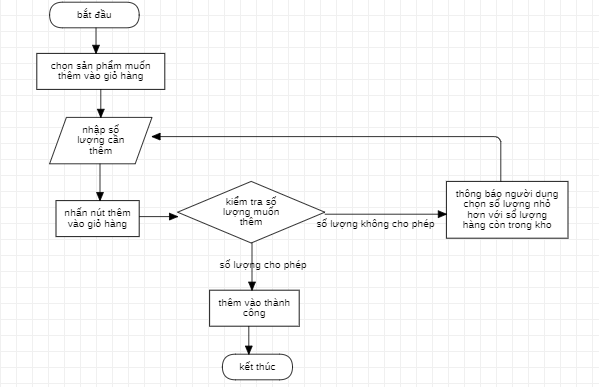 bắt đầu
chọn sản phẩm muốn
thêm vào giỏ hàng
nhập số
lượng cần
thêm
nhấn nút thêm
vào giỏ hàng
kiểm tra số
lượng muốn
thêm
số lượng không cho phép
thông báo người dụng
chọn số lượng nhỏ
hơn với số lượng
hàng còn trong kho
số lượng cho phép
thêm vào thành
công
kết thúc